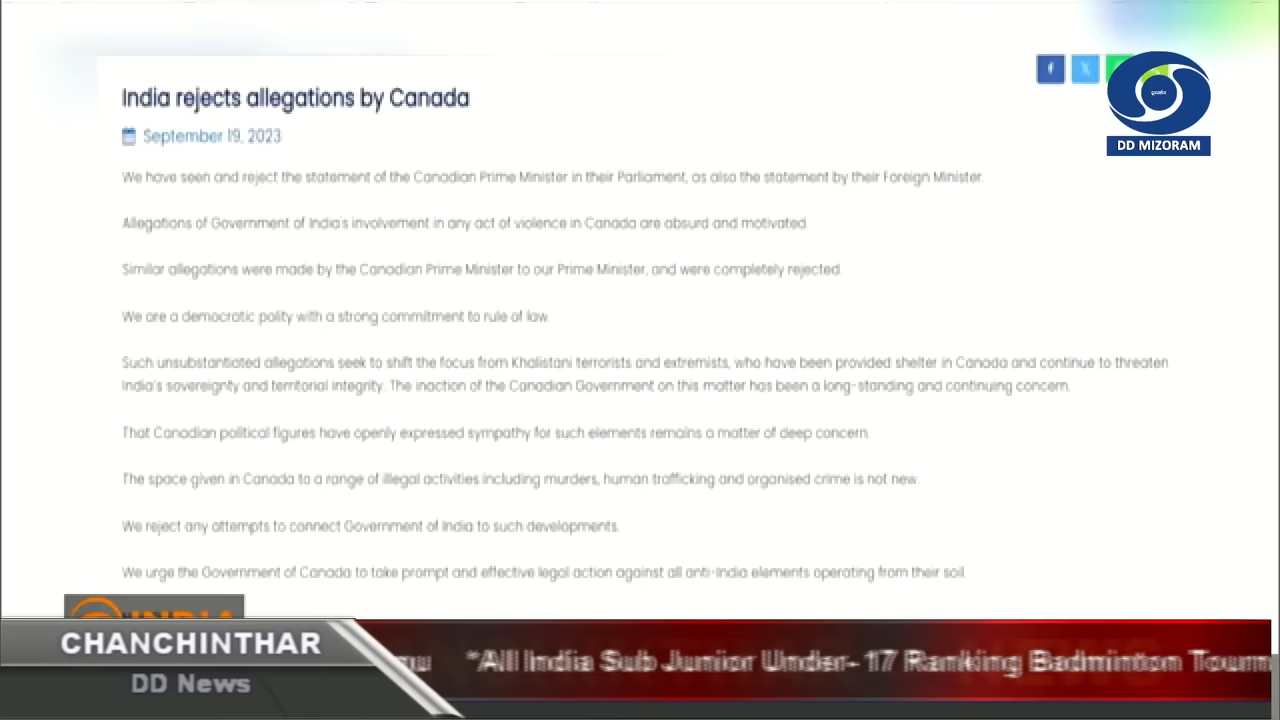 India rejects allegations by Canada
September 19, 2023
We have seen and reject the statement of the Canadian Prime Minister in their Parliament, as also the statement by their Foreign Minister.
Allegations of Government of India's involvement in any act of violence in Canada are absurd and motivated.
Similar allegations were made by the Canadian Prime Minister to our Prime Minister, and were completely rejected.
We are a democratic polity with a strong commitment to rule of law.
Such unsubstantiated allegations seek to shift the focus from Khalistani terrorists and extremists, who have been provided shelter in Canada and continue to threaten
India's sovereignty and territorial integrity. The inaction of the Canadian Government on this matter has been a long-standing and continuing concern.
That Canadian political figures have openly expressed sympathy for such elements remains a matter of deep concern.
The space given in Canada to a range of illegal activities including murders, human trafficking and organised crime is not new.
We reject any attempts to connect Government of India to such developments.
We urge the Government of Canada to take prompt and effective legal action against all anti-India elements operating from their soil.
DD MIZORAM
INDIA
CHANCHINTHAR
DD News
*All India Sub Junior Under- 17 Ranking Badminton